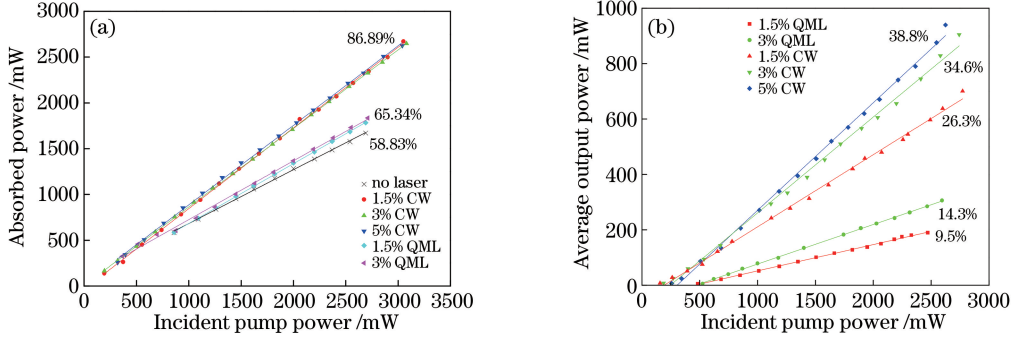 (a)
Absorbed power /mW
3000
2500
2000
1500
1000
500
0
86.89%
65.34%
58.83%
no laser
1.5% CW
3% CW
5% CW
1.5% QML
3% QML
0 500 1000 1500 2000 2500 3000 3500
Incident pump power /mW
(b)
Average output power /mW
1000
800
600
400
200
0
1.5% QML
3% QML
1.5% CW
3% CW
5% CW
38.8%
34.6%
26.3%
14.3%
9.5%
0 500 1000 1500 2000 2500 3000
Incident pump power /mW